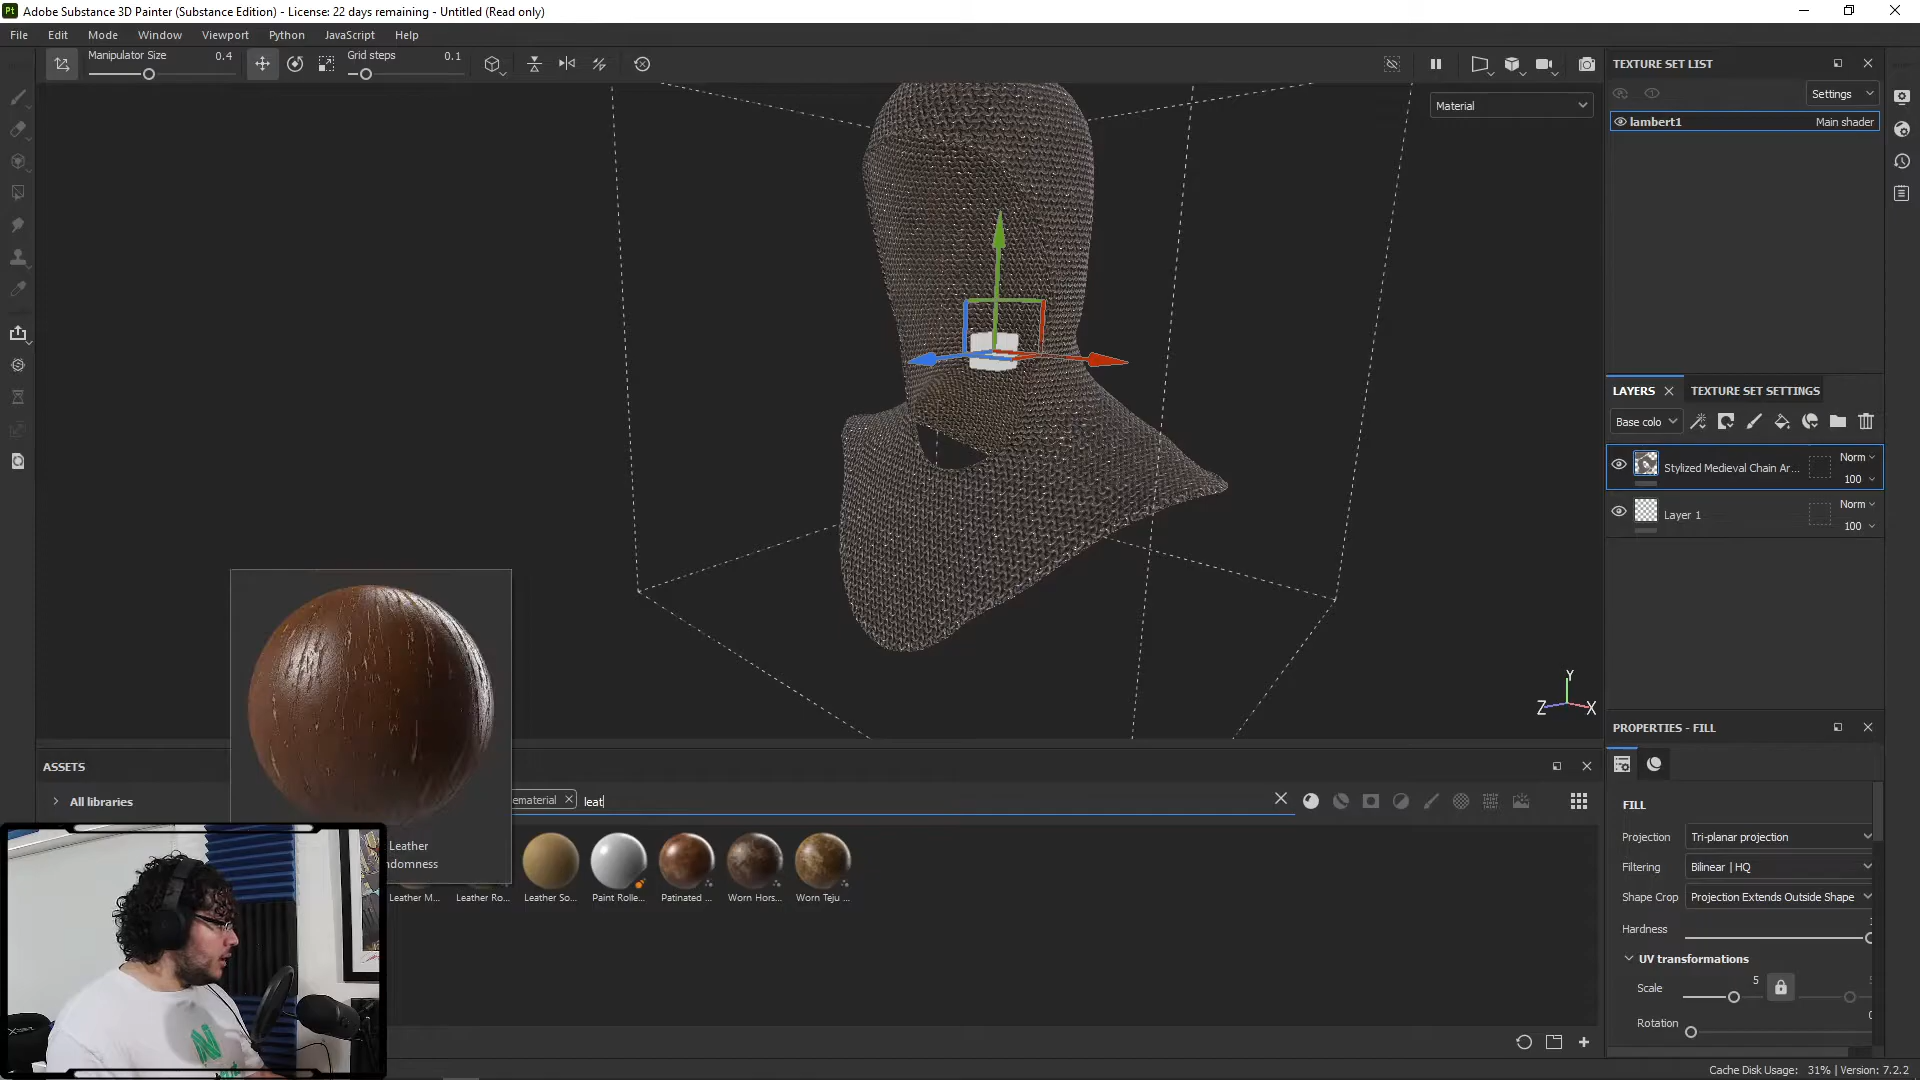 Adobe Substance 3D Painter (Substance Edition) - License: 22 days remaining - Untitled (Read only)
File Edit Mode Window Viewport Python JavaScript Help
Manipulator Size 0.4 Grid steps 0.1
Material
TEXTURE SET LIST
Settings
lambert1 Main shader
LAYERS TEXTURE SET SETTINGS
Base colo
Stylized Medieval Chain Ar... Norm
100
Layer 1 Norm
100
Y
Z X
PROPERTIES - FILL
FILL
Projection Tri-planar projection
Filtering Bilinear | HQ
Shape Crop Projection Extends Outside Shape
Hardness
UV transformations
Scale 5
Rotation
ASSETS
All libraries
ematerial leat
Leather
ndomness
Leather M... Leather Ro... Leather So... Paint Rolle... Patinated ... Worn Hors... Worn Teju ...
Cache Disk Usage: 31% | Version: 7.2.2